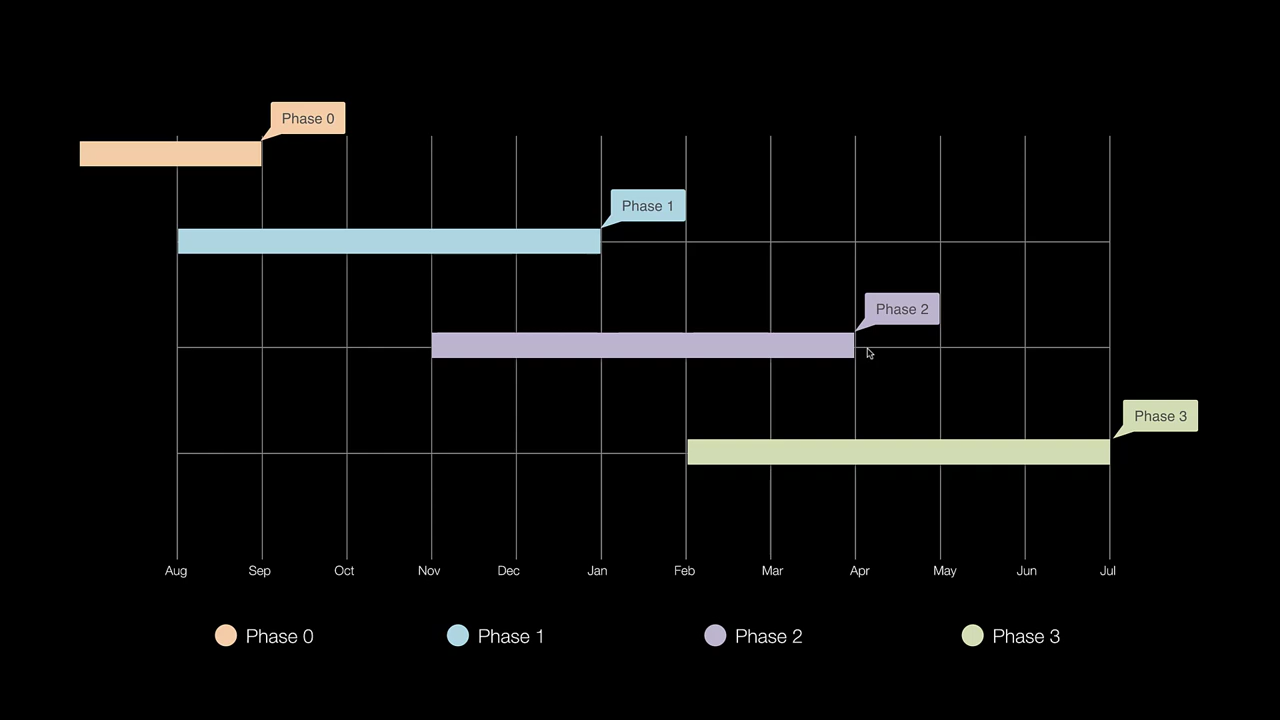 Phase 0
Phase 1
Phase 2
Phase 3
Aug Sep Oct Nov Dec Jan Feb Mar Apr May Jun Jul
Phase 0 Phase 1 Phase 2 Phase 3